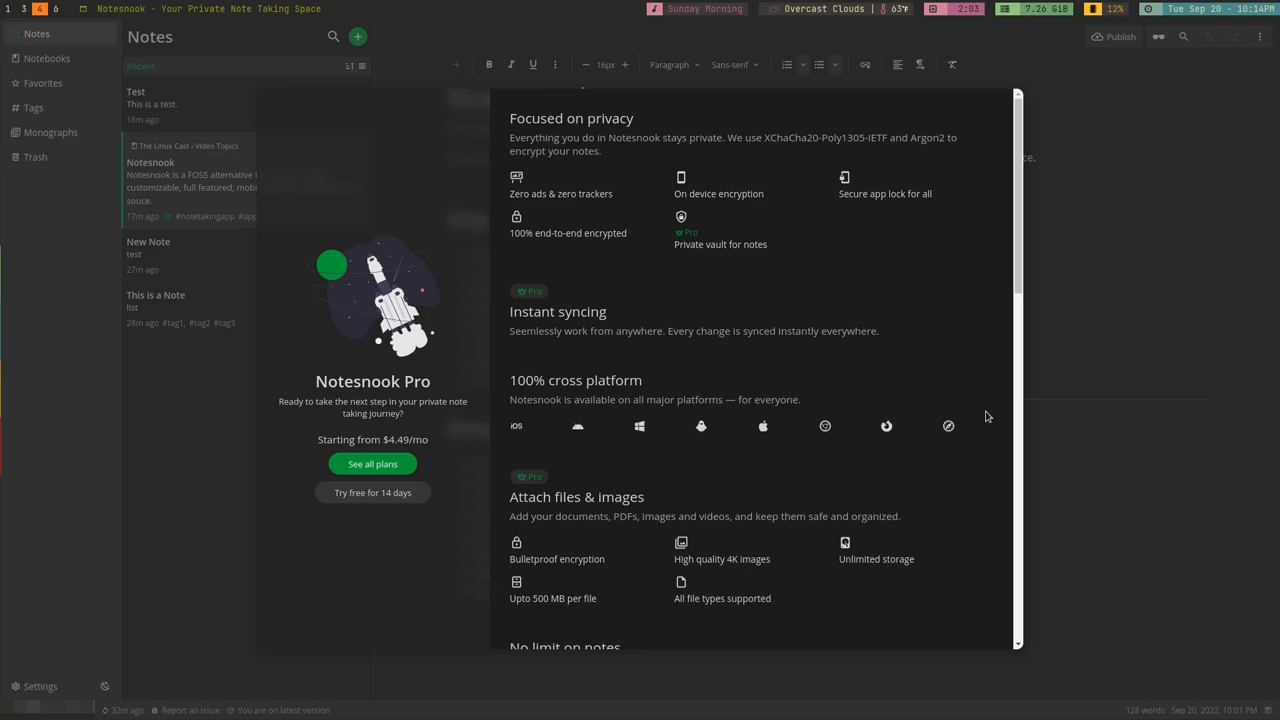 1 3 4 6 Notesnook - Your Private Note Taking Space Sunday Morning Overcast Clouds | 63°F 2:03 7.26 GiB 12% Tue Sep 20 - 10:14PM
Notes
Notebooks
Favorites
Tags
Monographs
Trash
Settings
Notes
Recent
Test
This is a test.
16m ago
The Linux Cast › Video Topics
Notesnook
Notesnook is a FOSS alternative t
customizable, full featured, mobi
souce.
17m ago #notetakingapp #app
New Note
test
27m ago
This is a Note
list
28m ago #tag1, #tag2 #tag3
Publish
B I U 16px Paragraph Sans-serif
ce.
Notesnook Pro
Ready to take the next step in your private note
taking journey?
Starting from $4.49/mo
See all plans
Try free for 14 days
Focused on privacy
Everything you do in Notesnook stays private. We use XChaCha20-Poly1305-IETF and Argon2 to
encrypt your notes.
Zero ads & zero trackers
On device encryption
Secure app lock for all
100% end-to-end encrypted
Pro
Private vault for notes
Pro
Instant syncing
Seemlessly work from anywhere. Every change is synced instantly everywhere.
100% cross platform
Notesnook is available on all major platforms — for everyone.
iOS
Pro
Attach files & images
Add your documents, PDFs, images and videos, and keep them safe and organized.
Bulletproof encryption
High quality 4K images
Unlimited storage
Upto 500 MB per file
All file types supported
No limit on notes
32m ago Report an issue You are on latest version 128 words Sep 20, 2022, 10:01 PM